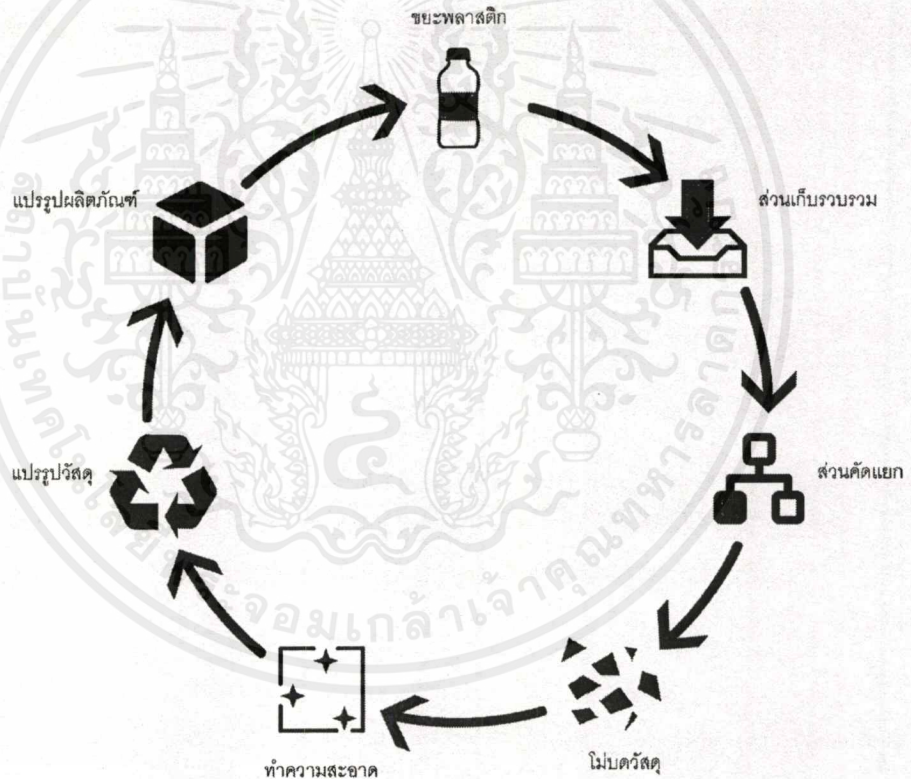 ขยะพลาสติก
ส่วนเก็บรวบรวม
ส่วนคัดแยก
โม่บดวัสดุ
ทำความสะอาด
แปรรูปวัสดุ
แปรรูปผลิตภัณฑ์